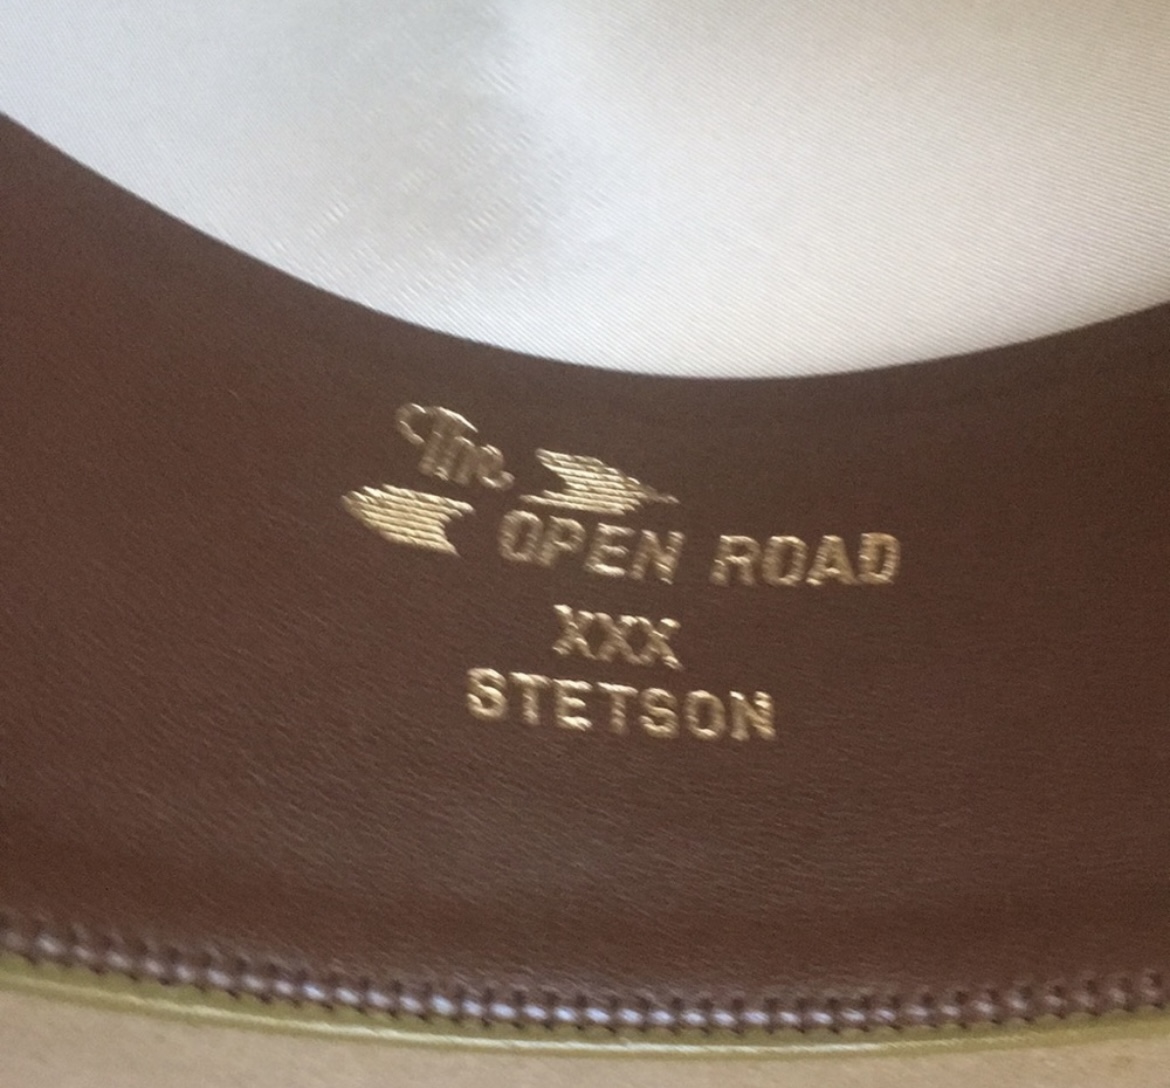 The
OPEN ROAD
XXX
STETSON